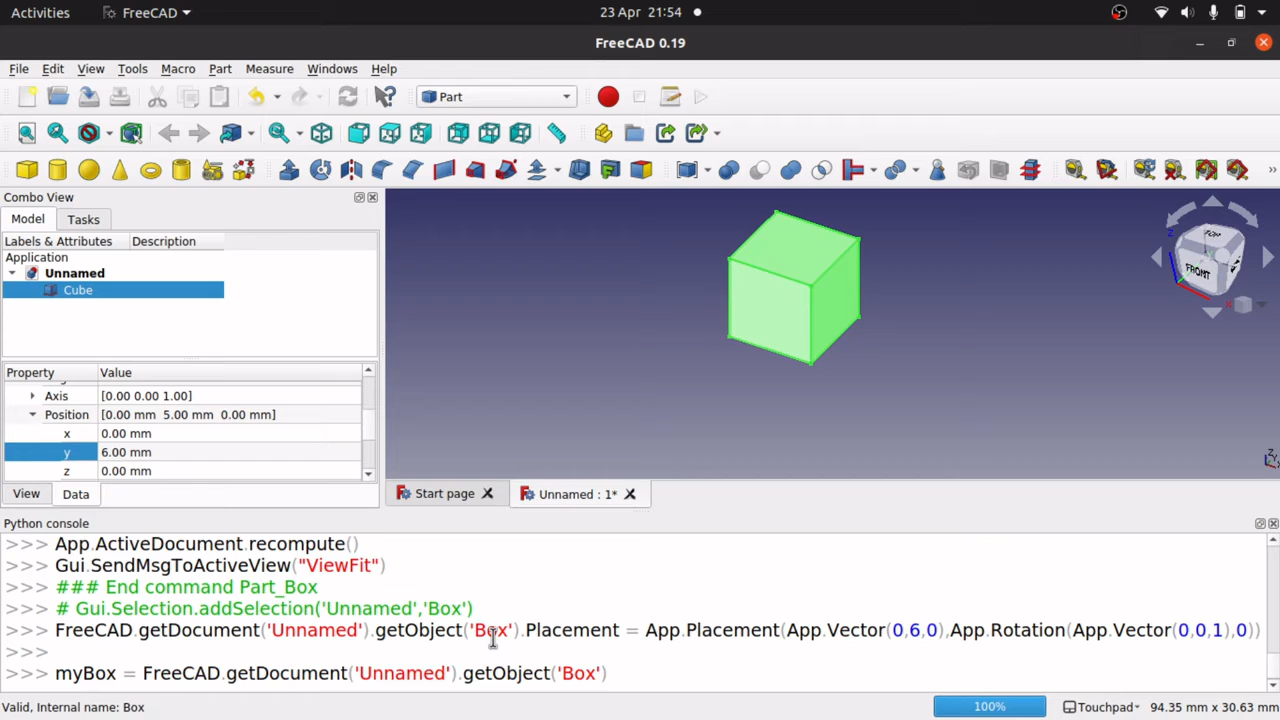 Activities FreeCAD 23 Apr 21:54
FreeCAD 0.19
File Edit View Tools Macro Part Measure Windows Help
Part
Combo View
Model Tasks
Labels & Attributes Description
Application
Unnamed
Cube
Property Value
Axis [0.00 0.00 1.00]
Position [0.00 mm 5.00 mm 0.00 mm]
x 0.00 mm
y 6.00 mm
z 0.00 mm
View Data
TOP
FRONT
Z
X
Start page Unnamed : 1*
Python console
>>> App.ActiveDocument.recompute()
>>> Gui.SendMsgToActiveView("ViewFit")
>>> ### End command Part_Box
>>> # Gui.Selection.addSelection('Unnamed','Box')
>>> FreeCAD.getDocument('Unnamed').getObject('Box').Placement = App.Placement(App.Vector(0,6,0),App.Rotation(App.Vector(0,0,1),0))
>>>
>>> myBox = FreeCAD.getDocument('Unnamed').getObject('Box')
Valid, Internal name: Box 100% Touchpad 94.35 mm x 30.63 mm